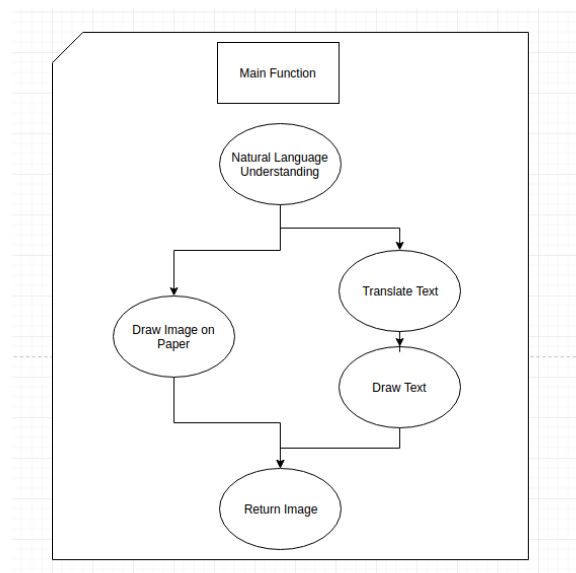 Main Function
Natural Language
Understanding
Translate Text
Draw Image on
Paper
Draw Text
Return Image